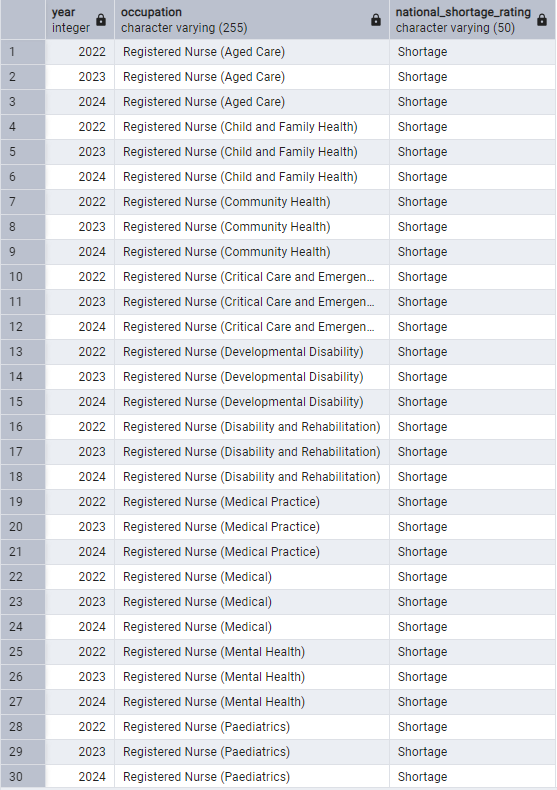 year occupation national_shortage_rating
integer character varying (255) character varying (50)
1 2022 Registered Nurse (Aged Care) Shortage
2 2023 Registered Nurse (Aged Care) Shortage
3 2024 Registered Nurse (Aged Care) Shortage
4 2022 Registered Nurse (Child and Family Health) Shortage
5 2023 Registered Nurse (Child and Family Health) Shortage
6 2024 Registered Nurse (Child and Family Health) Shortage
7 2022 Registered Nurse (Community Health) Shortage
8 2023 Registered Nurse (Community Health) Shortage
9 2024 Registered Nurse (Community Health) Shortage
10 2022 Registered Nurse (Critical Care and Emergen... Shortage
11 2023 Registered Nurse (Critical Care and Emergen... Shortage
12 2024 Registered Nurse (Critical Care and Emergen... Shortage
13 2022 Registered Nurse (Developmental Disability) Shortage
14 2023 Registered Nurse (Developmental Disability) Shortage
15 2024 Registered Nurse (Developmental Disability) Shortage
16 2022 Registered Nurse (Disability and Rehabilitation) Shortage
17 2023 Registered Nurse (Disability and Rehabilitation) Shortage
18 2024 Registered Nurse (Disability and Rehabilitation) Shortage
19 2022 Registered Nurse (Medical Practice) Shortage
20 2023 Registered Nurse (Medical Practice) Shortage
21 2024 Registered Nurse (Medical Practice) Shortage
22 2022 Registered Nurse (Medical) Shortage
23 2023 Registered Nurse (Medical) Shortage
24 2024 Registered Nurse (Medical) Shortage
25 2022 Registered Nurse (Mental Health) Shortage
26 2023 Registered Nurse (Mental Health) Shortage
27 2024 Registered Nurse (Mental Health) Shortage
28 2022 Registered Nurse (Paediatrics) Shortage
29 2023 Registered Nurse (Paediatrics) Shortage
30 2024 Registered Nurse (Paediatrics) Shortage